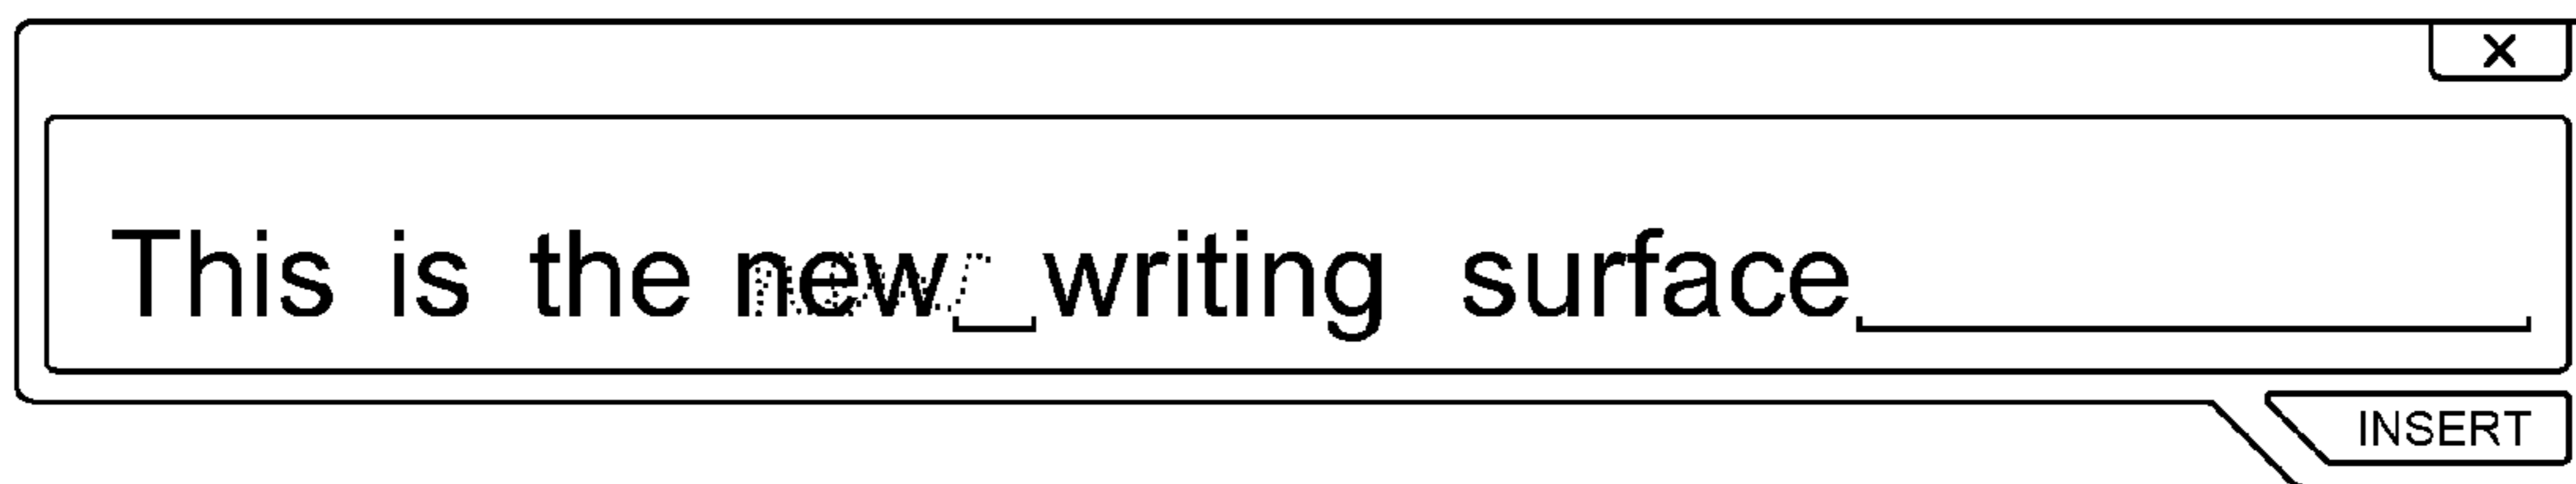 X
This is the new writing surface
INSERT